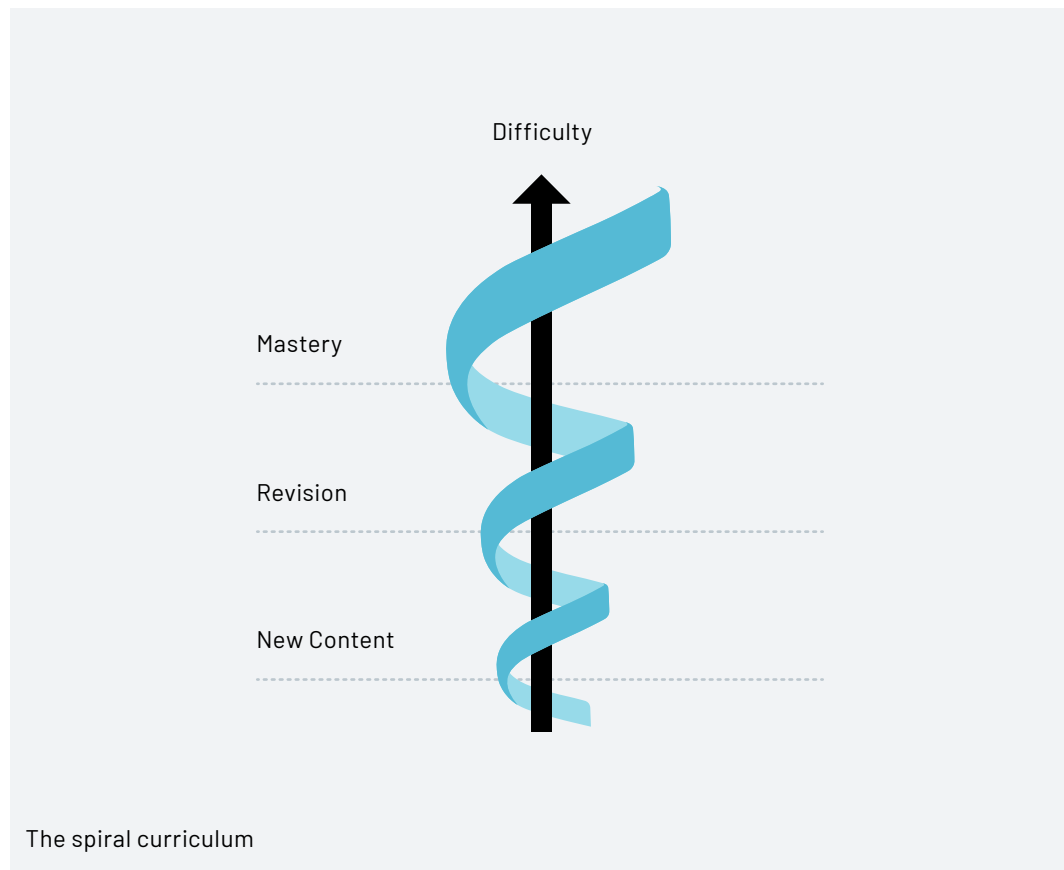 Difficulty
Mastery
Revision
New Content
The spiral curriculum